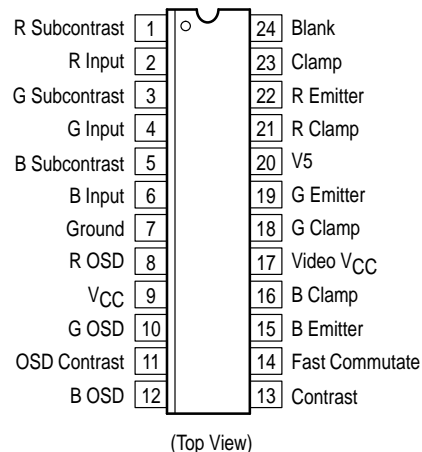 R Subcontrast 1 24 Blank
R Input 2 23 Clamp
G Subcontrast 3 22 R Emitter
G Input 4 21 R Clamp
B Subcontrast 5 20 V5
B Input 6 19 G Emitter
Ground 7 18 G Clamp
R OSD 8 17 Video VCC
VCC 9 16 B Clamp
G OSD 10 15 B Emitter
OSD Contrast 11 14 Fast Commutate
B OSD 12 13 Contrast
(Top View)